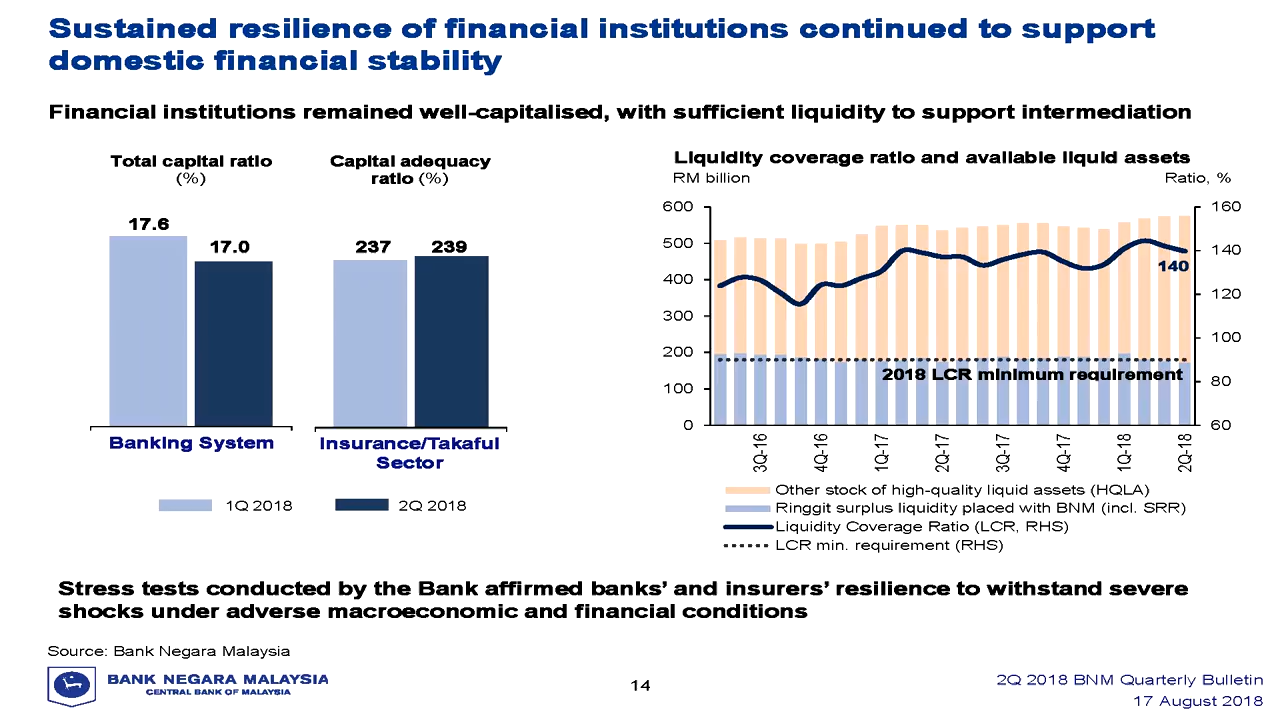 Sustained resilience of financial institutions continued to support
domestic financial stability
Financial institutions remained well-capitalised, with sufficient liquidity to support intermediation
Total capital ratio
(%)
17.6
17.0
Banking System
Capital adequacy
ratio (%)
237
239
Insurance/Takaful
Sector
1Q 2018
2Q 2018
Liquidity coverage ratio and available liquid assets
RM billion
Ratio, %
600
500
400
300
200
100
0
160
140
120
100
80
60
140
2018 LCR minimum requirement
3Q-16
4Q-16
1Q-17
2Q-17
3Q-17
4Q-17
1Q-18
2Q-18
Other stock of high-quality liquid assets (HQLA)
Ringgit surplus liquidity placed with BNM (incl. SRR)
Liquidity Coverage Ratio (LCR, RHS)
LCR min. requirement (RHS)
Stress tests conducted by the Bank affirmed banks’ and insurers’ resilience to withstand severe
shocks under adverse macroeconomic and financial conditions
Source: Bank Negara Malaysia
BANK NEGARA MALAYSIA
CENTRAL BANK OF MALAYSIA
14
2Q 2018 BNM Quarterly Bulletin
17 August 2018